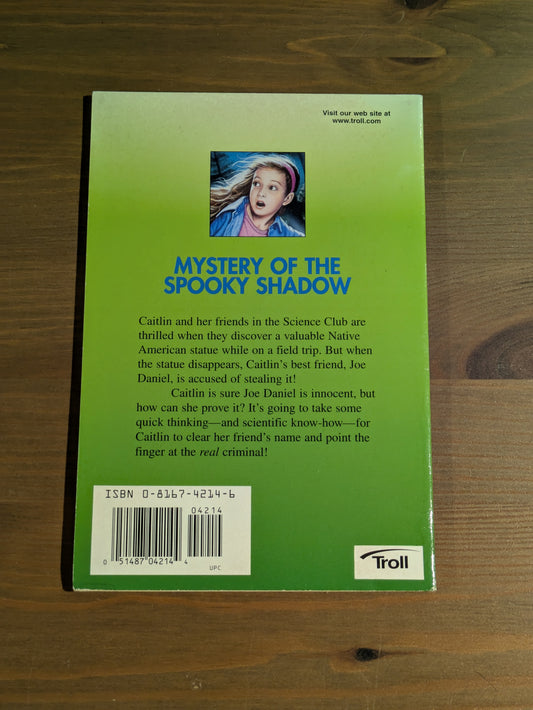 Visit our web site at
www.troll.com
MYSTERY OF THE
SPOOKY SHADOW
Caitlin and her friends in the Science Club are
thrilled when they discover a valuable Native
American statue while on a field trip. But when
the statue disappears, Caitlin's best friend, Joe
Daniel, is accused of stealing it!
Caitlin is sure Joe Daniel is innocent, but
how can she prove it? It's going to take some
quick thinking—and scientific know-how—for
Caitlin to clear her friend's name and point the
finger at the real criminal!
ISBN 0-8167-4214-6
04214
0 51487 04214 4
UPC
Troll